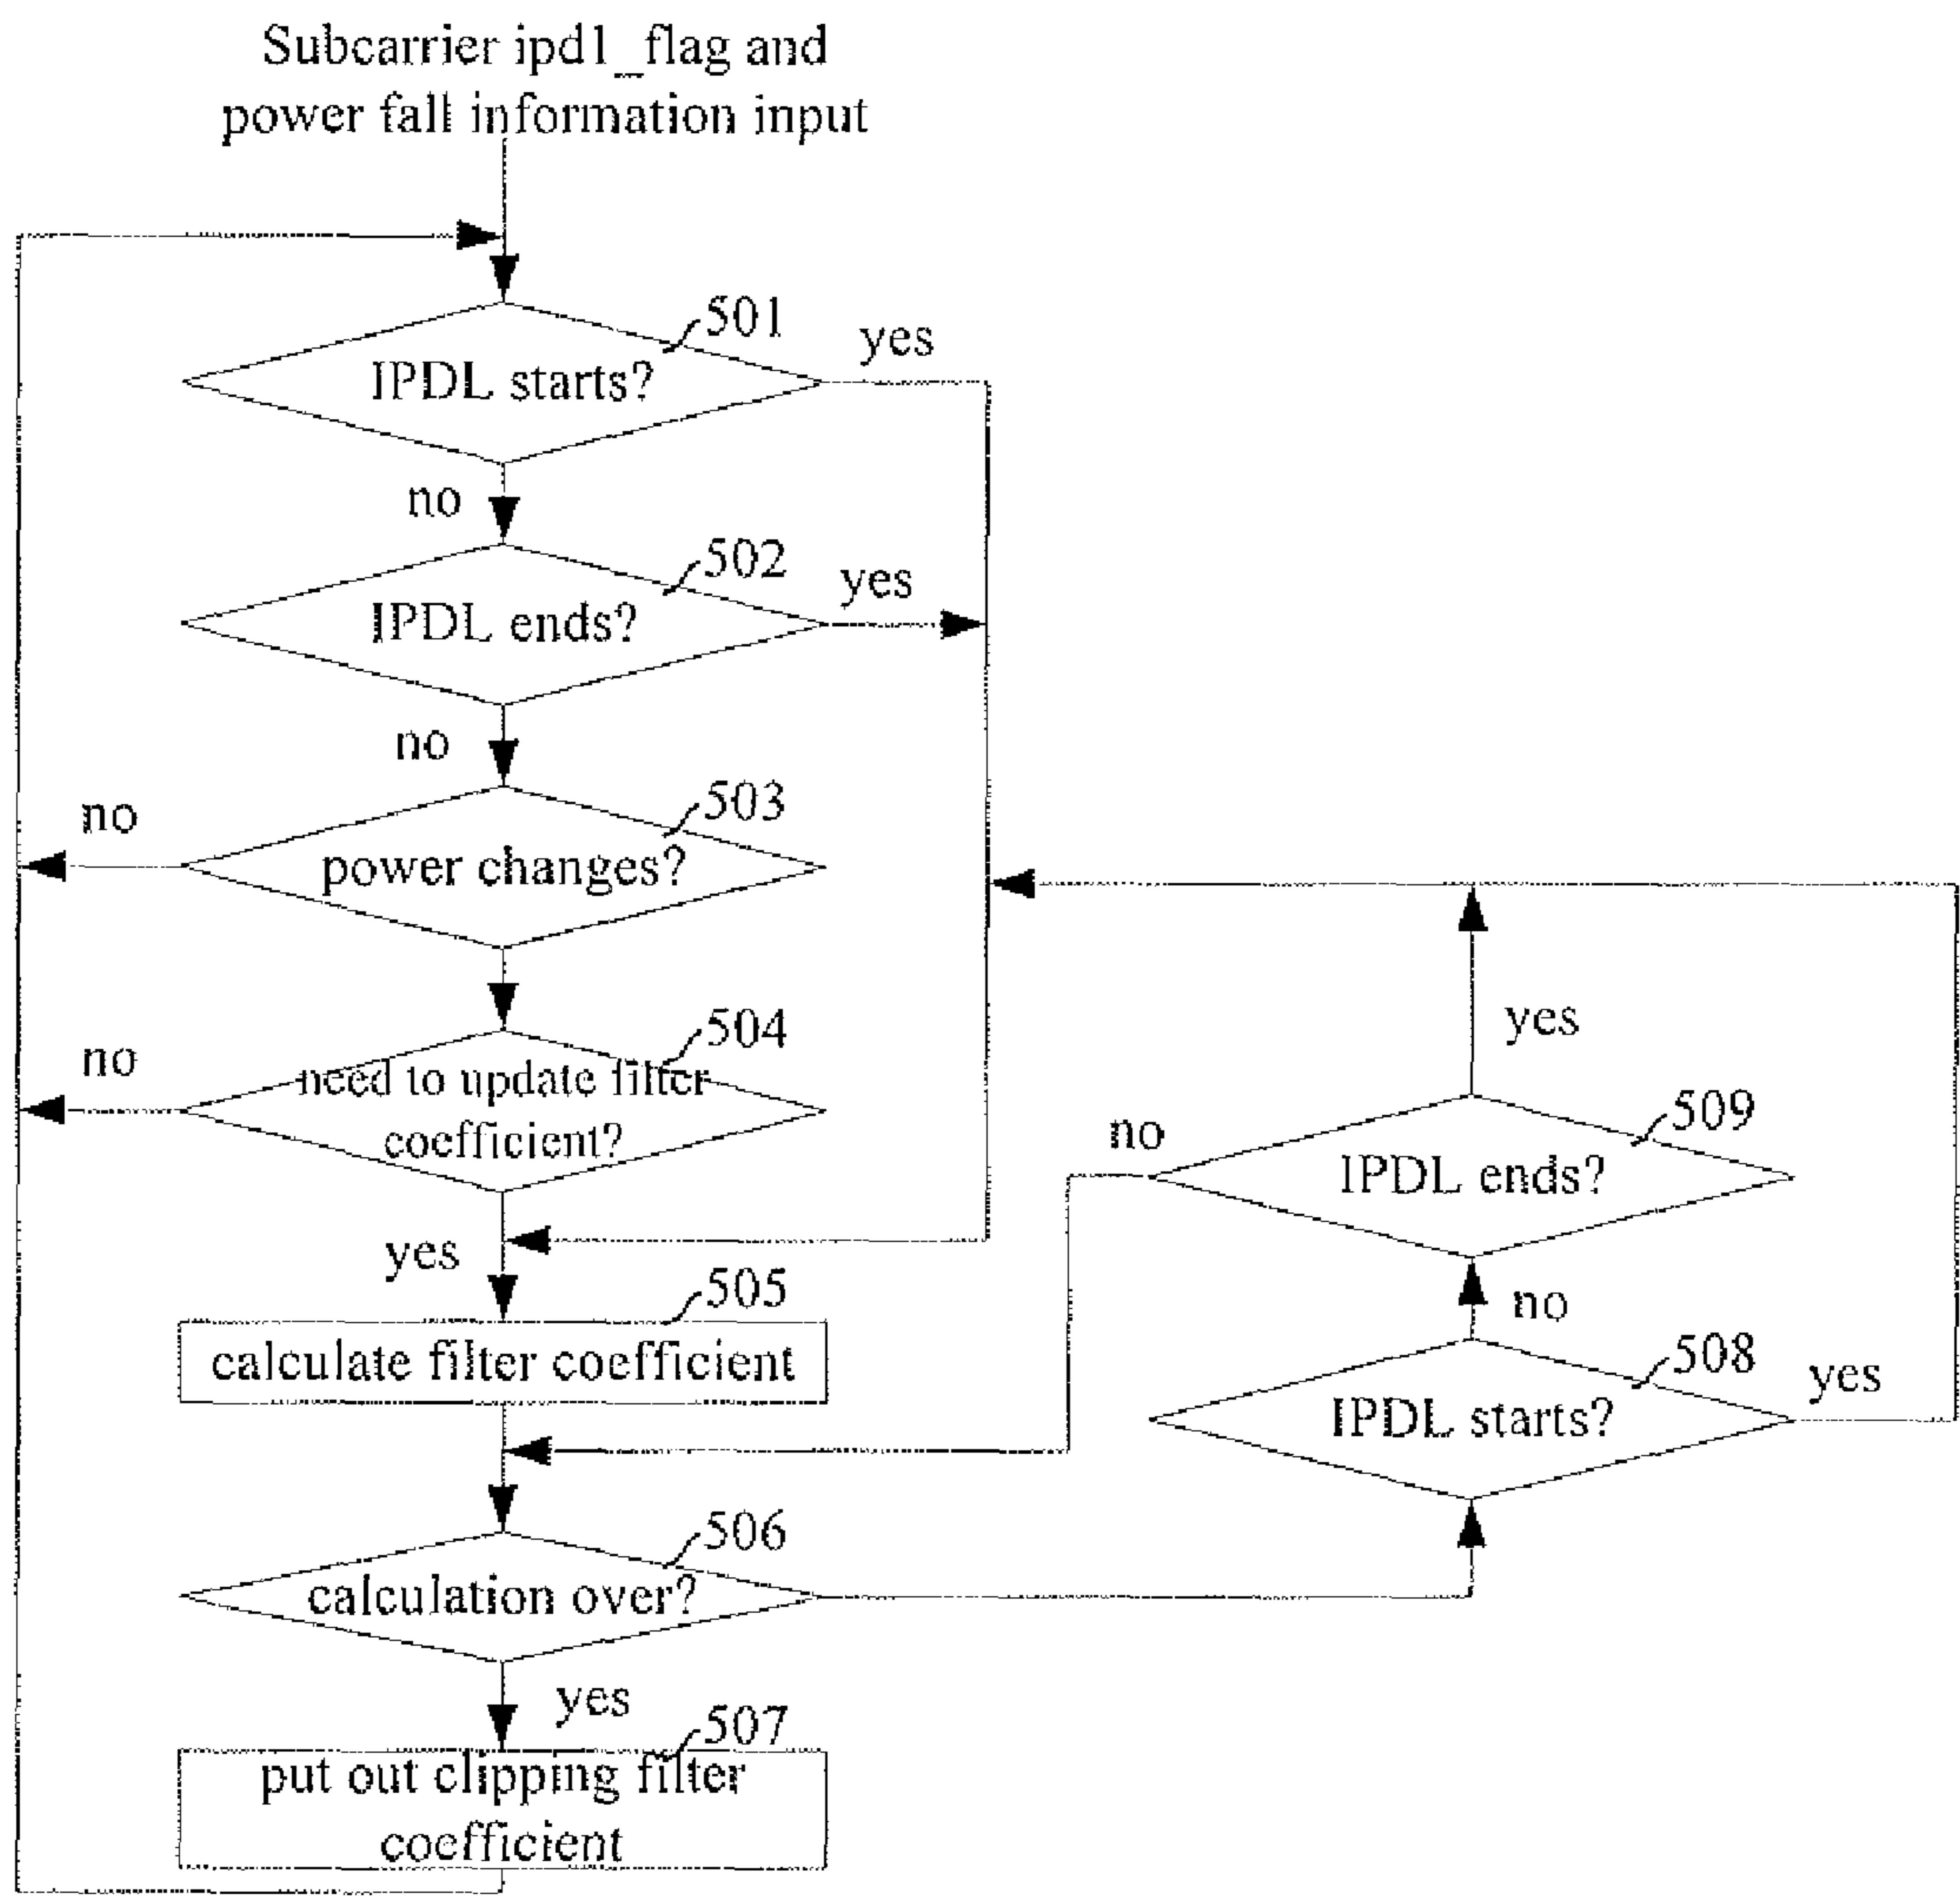 Subcarrier ipd1_flag and
power fall information input
501
yes
IPDL starts?
no
502
yes
IPDL ends?
no
503
no
power changes?
504
no
need to update filter
coefficient?
yes
505
calculate filter coefficient
506
calculation over?
yes
507
put out clipping filter
coefficient
yes
509
no
IPDL ends?
no
508
yes
IPDL starts?